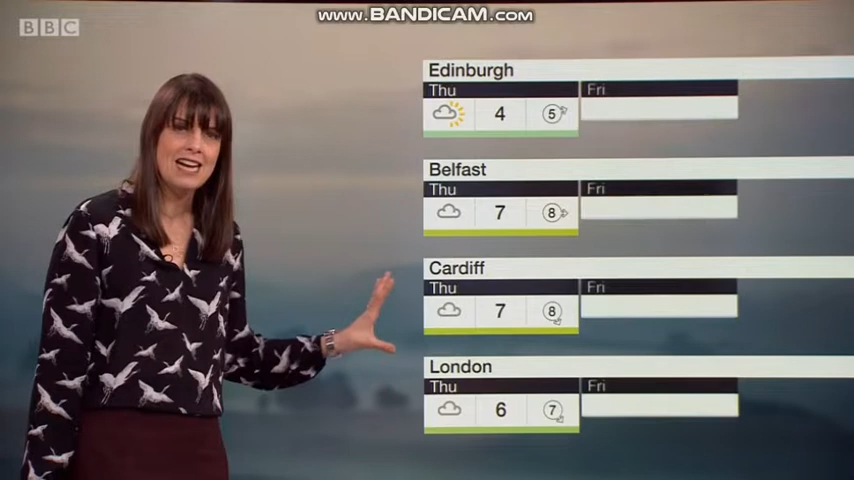 www.BANDICAM.com
BBC
Edinburgh
Thu Fri
4 5
Belfast
Thu Fri
7 8
Cardiff
Thu Fri
7 8
London
Thu Fri
6 7